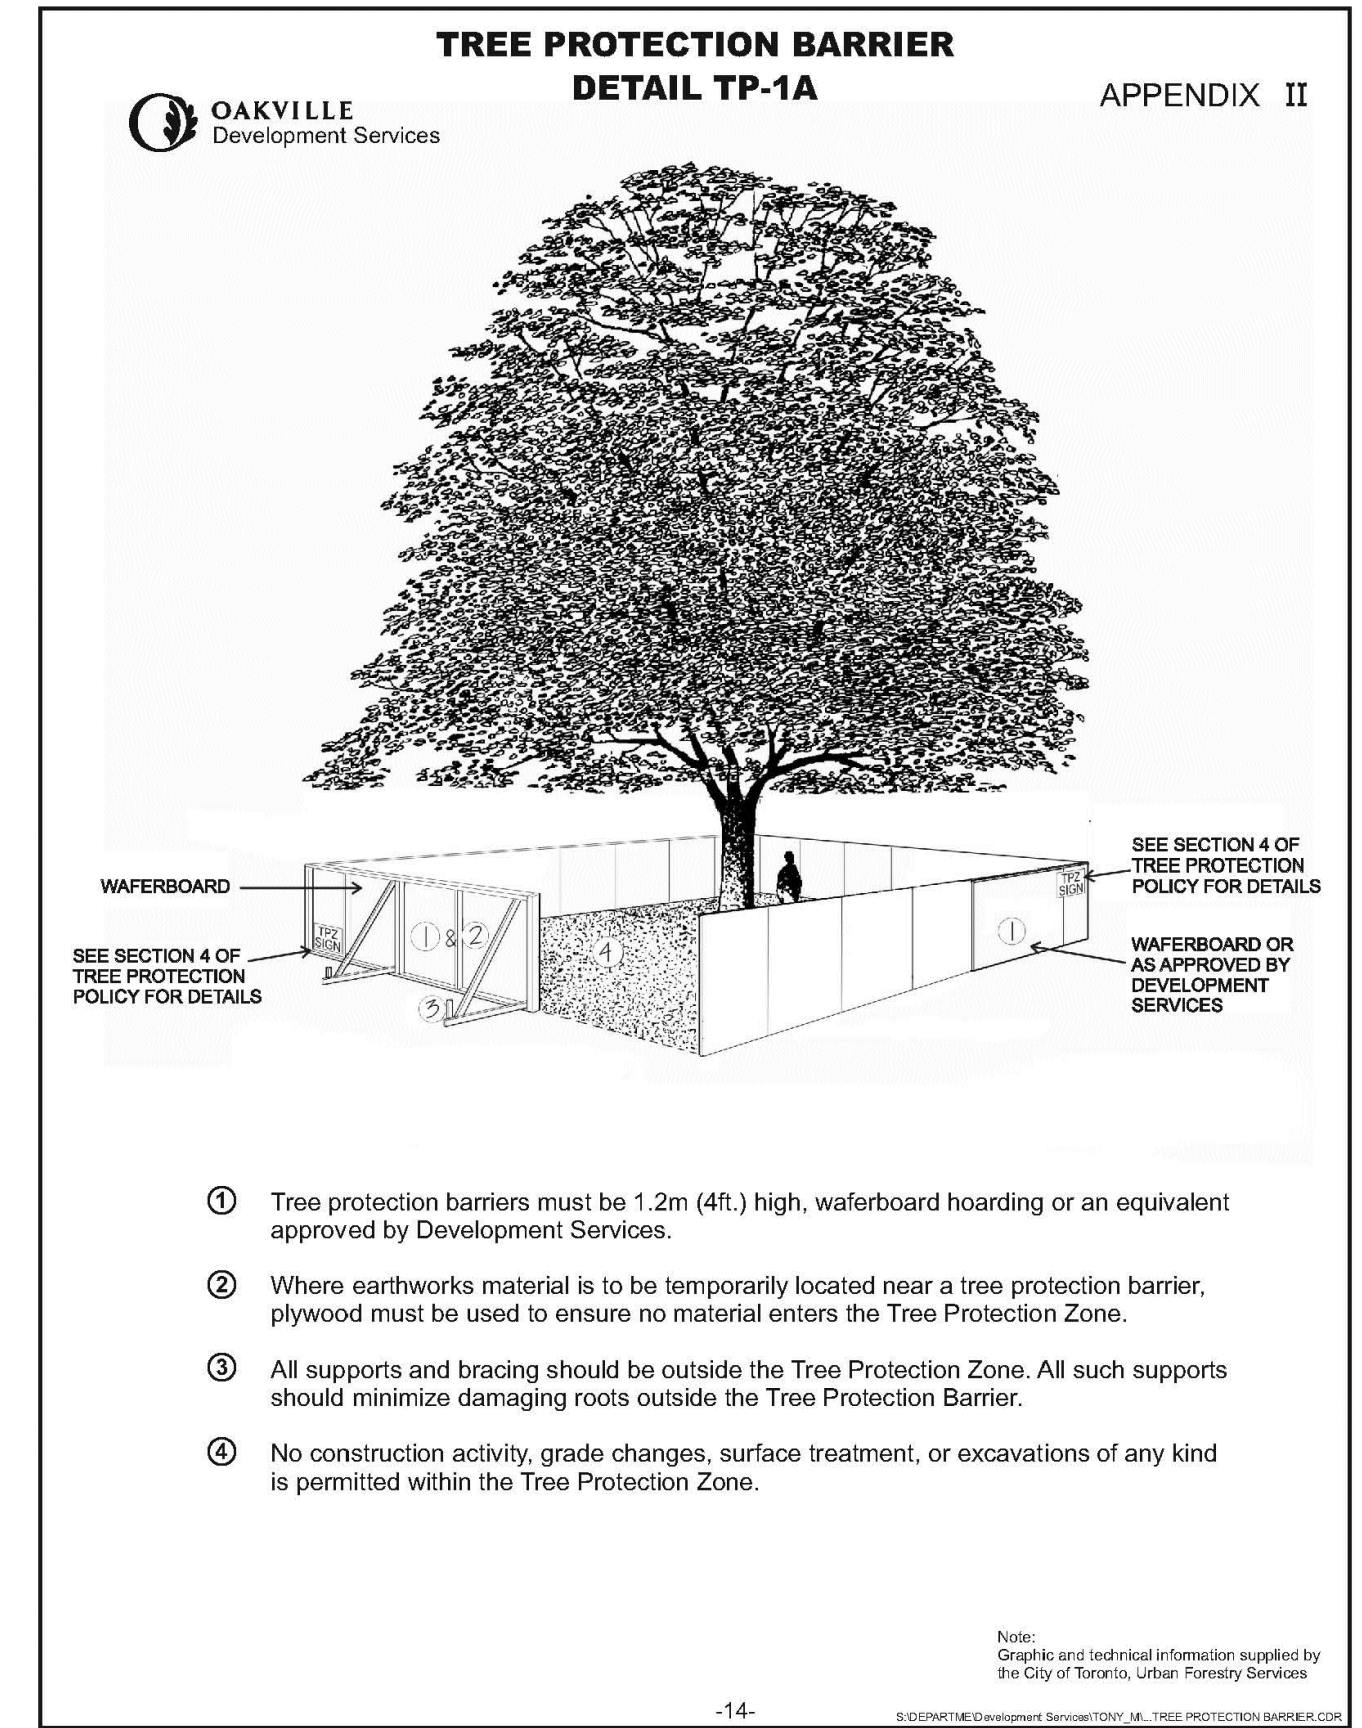 TREE PROTECTION BARRIER
DETAIL TP-1A
APPENDIX II
OAKVILLE
Development Services
SEE SECTION 4 OF
TREE PROTECTION
POLICY FOR DETAILS
WAFERBOARD
TPZ
SIGN
TPZ
SIGN
1 & 2
4
1
3
SEE SECTION 4 OF
TREE PROTECTION
POLICY FOR DETAILS
WAFERBOARD OR
AS APPROVED BY
DEVELOPMENT
SERVICES
1 Tree protection barriers must be 1.2m (4ft.) high, waferboard hoarding or an equivalent
approved by Development Services.
2 Where earthworks material is to be temporarily located near a tree protection barrier,
plywood must be used to ensure no material enters the Tree Protection Zone.
3 All supports and bracing should be outside the Tree Protection Zone. All such supports
should minimize damaging roots outside the Tree Protection Barrier.
4 No construction activity, grade changes, surface treatment, or excavations of any kind
is permitted within the Tree Protection Zone.
Note:
Graphic and technical information supplied by
the City of Toronto, Urban Forestry Services
-14-
S:\DEPARTME\Development Services\TONY_M\...TREE PROTECTION BARRIER.CDR